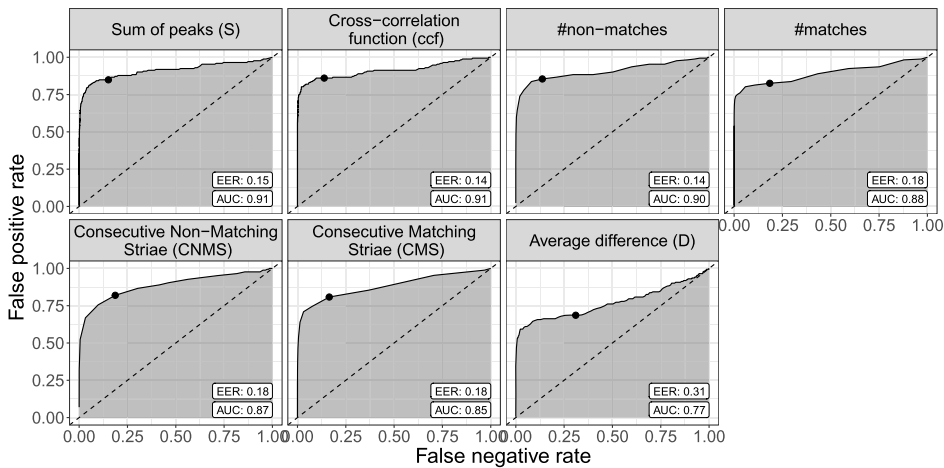 Sum of peaks (S)
Cross−correlation
function (ccf)
#non−matches
#matches
1.00
0.75
0.50
0.25
0.00
EER: 0.15
AUC: 0.91
EER: 0.14
AUC: 0.91
EER: 0.14
AUC: 0.90
EER: 0.18
AUC: 0.88
0.00 0.25 0.50 0.75 1.00
Consecutive Non−Matching
Striae (CNMS)
Consecutive Matching
Striae (CMS)
Average difference (D)
1.00
0.75
0.50
0.25
0.00
EER: 0.18
AUC: 0.87
EER: 0.18
AUC: 0.85
EER: 0.31
AUC: 0.77
0.00 0.25 0.50 0.75 1.00
0.00 0.25 0.50 0.75 1.00
0.00 0.25 0.50 0.75 1.00
False positive rate
False negative rate